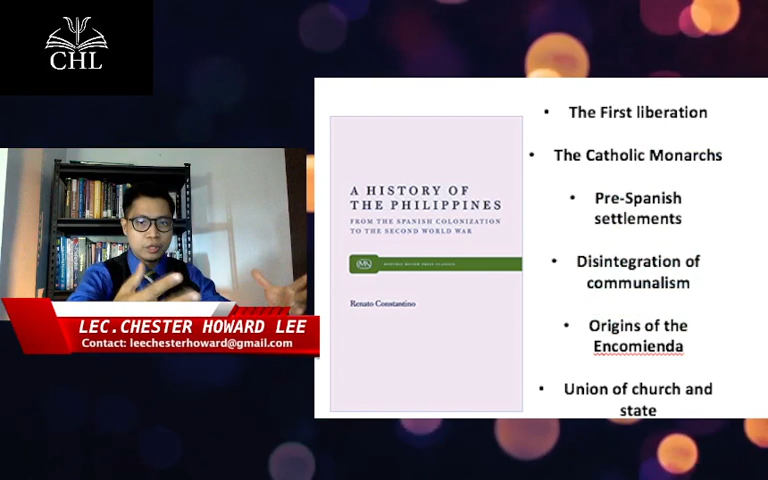 CHL
LEC.CHESTER HOWARD LEE
Contact: leechesterhoward@gmail.com
A HISTORY OF
THE PHILIPPINES
FROM THE SPANISH COLONIZATION
TO THE SECOND WORLD WAR
MONTHLY REVIEW PRESS CLASSICS
Renato Constantino
• The First liberation
• The Catholic Monarchs
• Pre-Spanish
settlements
• Disintegration of
communalism
• Origins of the
Encomienda
• Union of church and
state